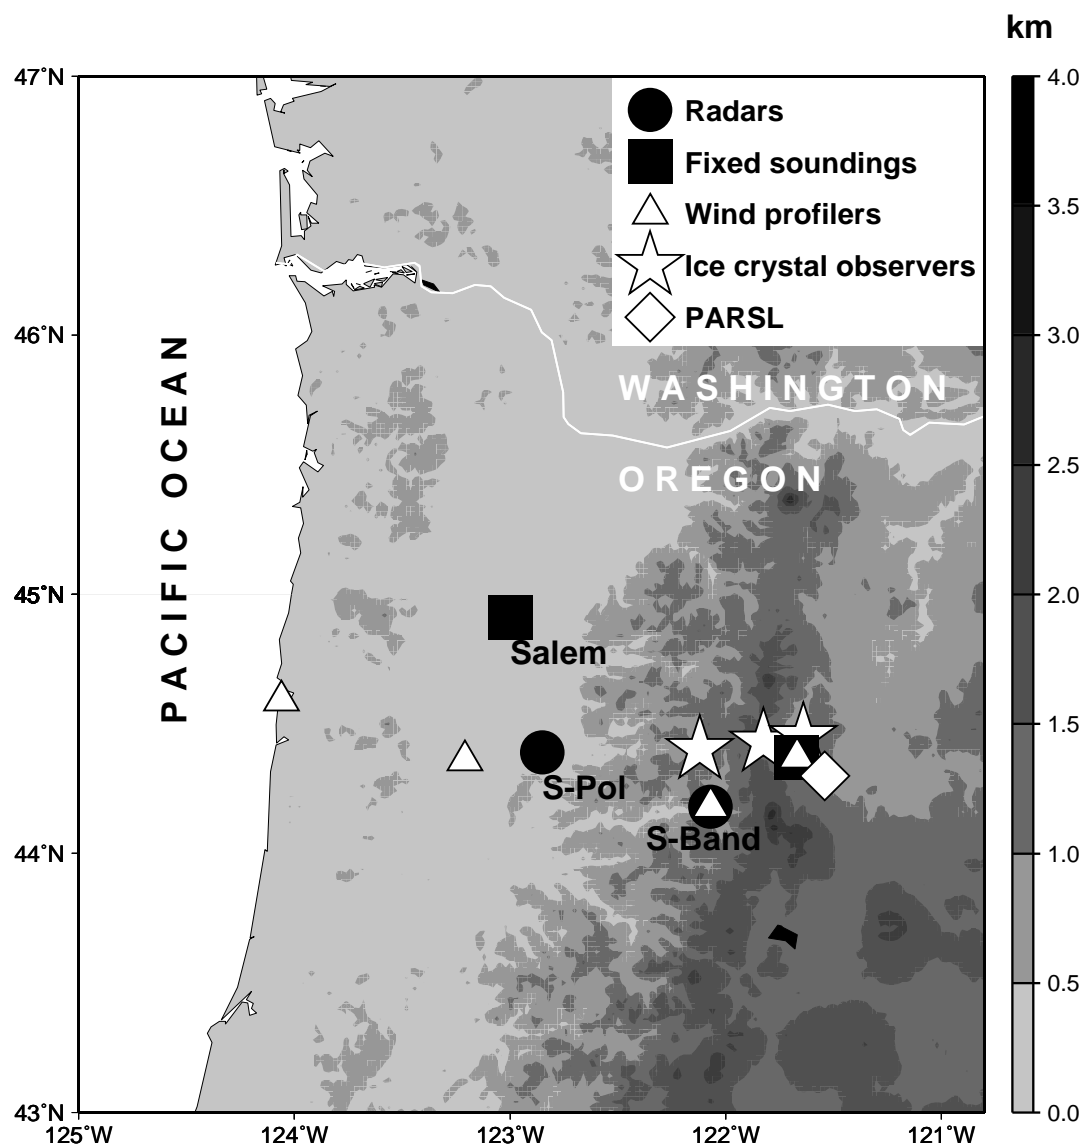 km
47°N
46°N
45°N
44°N
43°N
125°W
124°W
123°W
122°W
121°W
4.0
3.5
3.0
2.5
2.0
1.5
1.0
0.5
0.0
Radars
Fixed soundings
Wind profilers
Ice crystal observers
PARSL
WASHINGTON
OREGON
PACIFIC OCEAN
Salem
S-Pol
S-Band